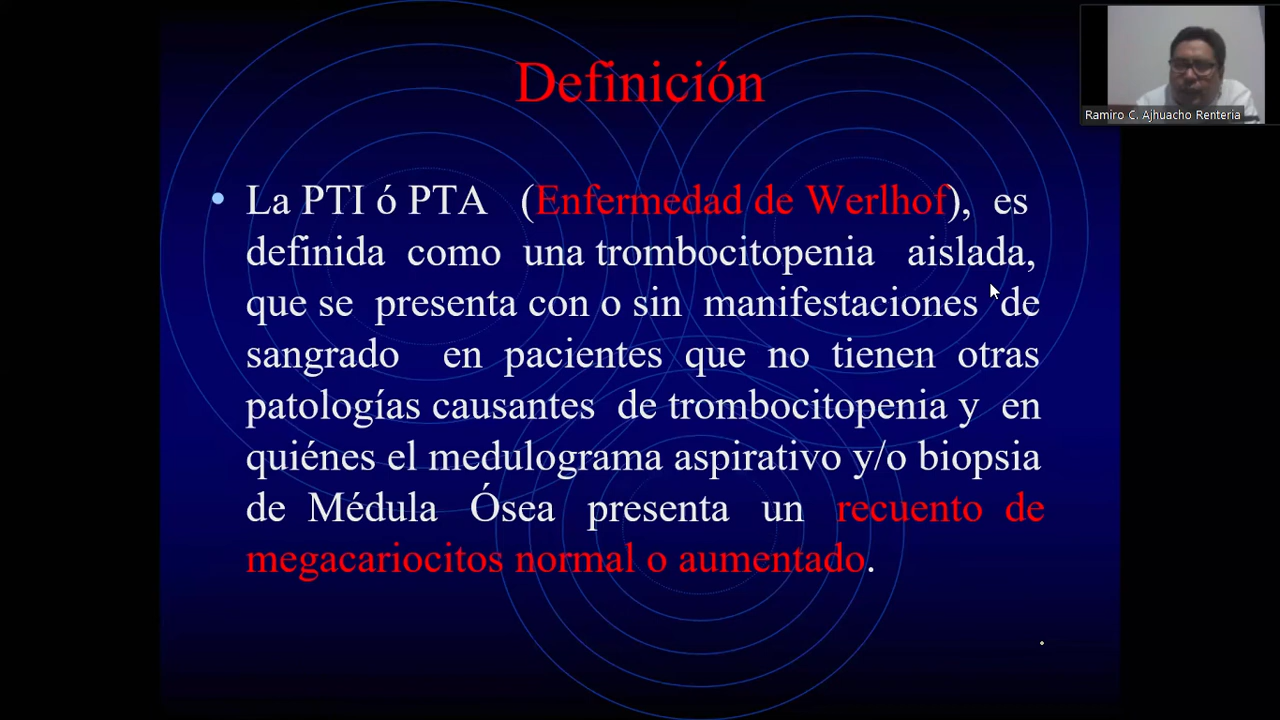 Definición
Ramiro C. Ajhuacho Renteria
• La PTI ó PTA (Enfermedad de Werlhof), es
definida como una trombocitopenia aislada,
que se presenta con o sin manifestaciones de
sangrado en pacientes que no tienen otras
patologías causantes de trombocitopenia y en
quiénes el medulograma aspirativo y/o biopsia
de Médula Ósea presenta un recuento de
megacariocitos normal o aumentado.
.